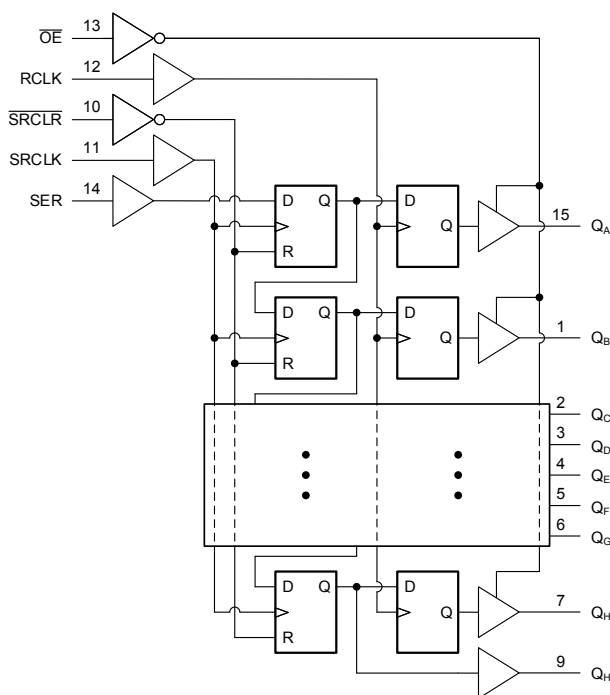 OE 13
RCLK 12
SRCLR 10
SRCLK 11
SER 14
D Q D
Q 15 QA
R
D Q D
Q 1 QB
R
2 QC
3 QD
4 QE
5 QF
6 QG
D Q D
Q 7 QH
R
9 QH